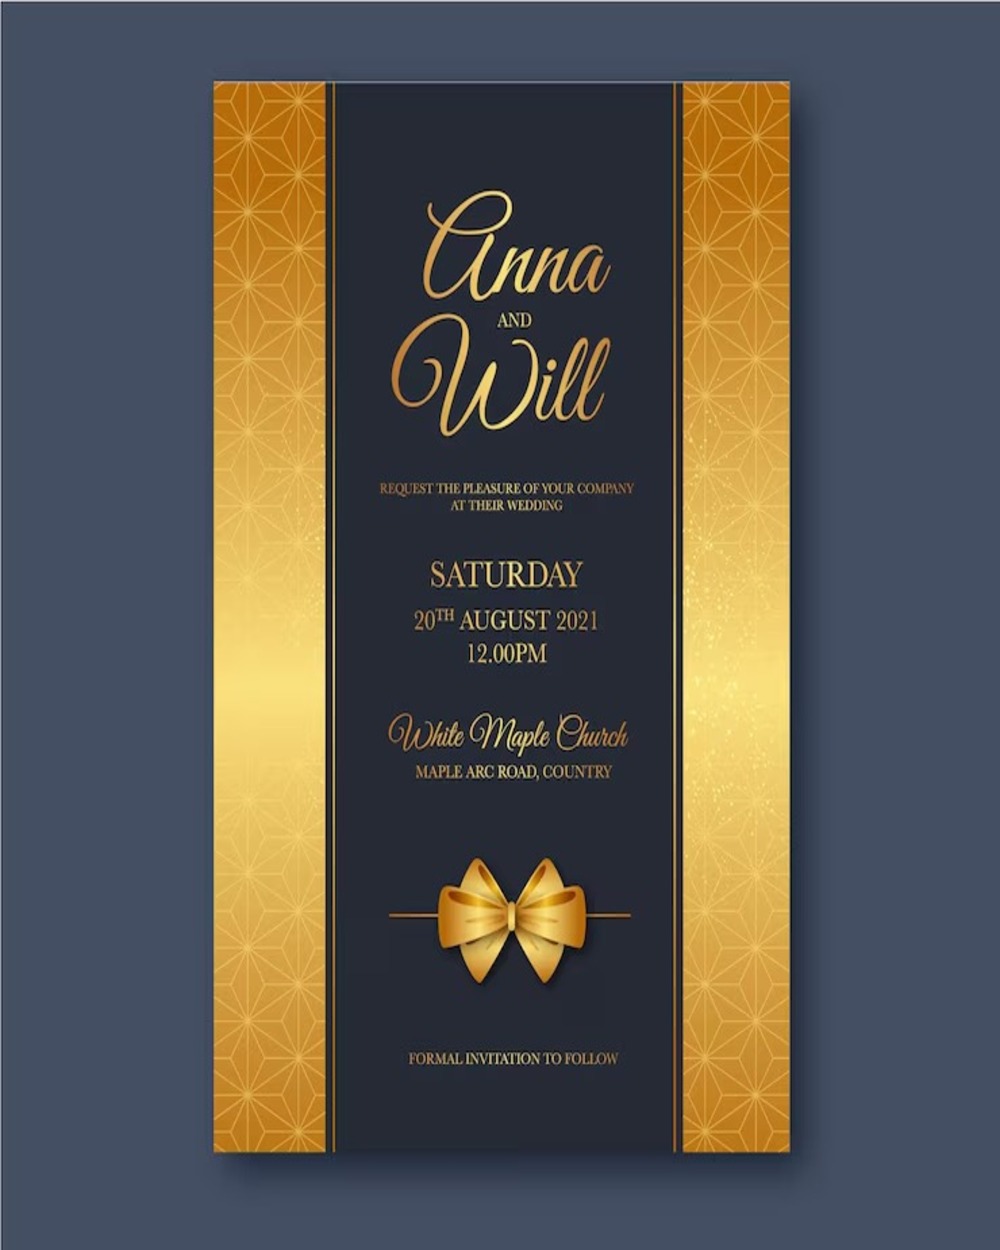 Anna
AND
Will
REQUEST THE PLEASURE OF YOUR COMPANY
AT THEIR WEDDING
SATURDAY
20TH AUGUST 2021
12.00PM
White Maple Church
MAPLE ARC ROAD, COUNTRY
FORMAL INVITATION TO FOLLOW